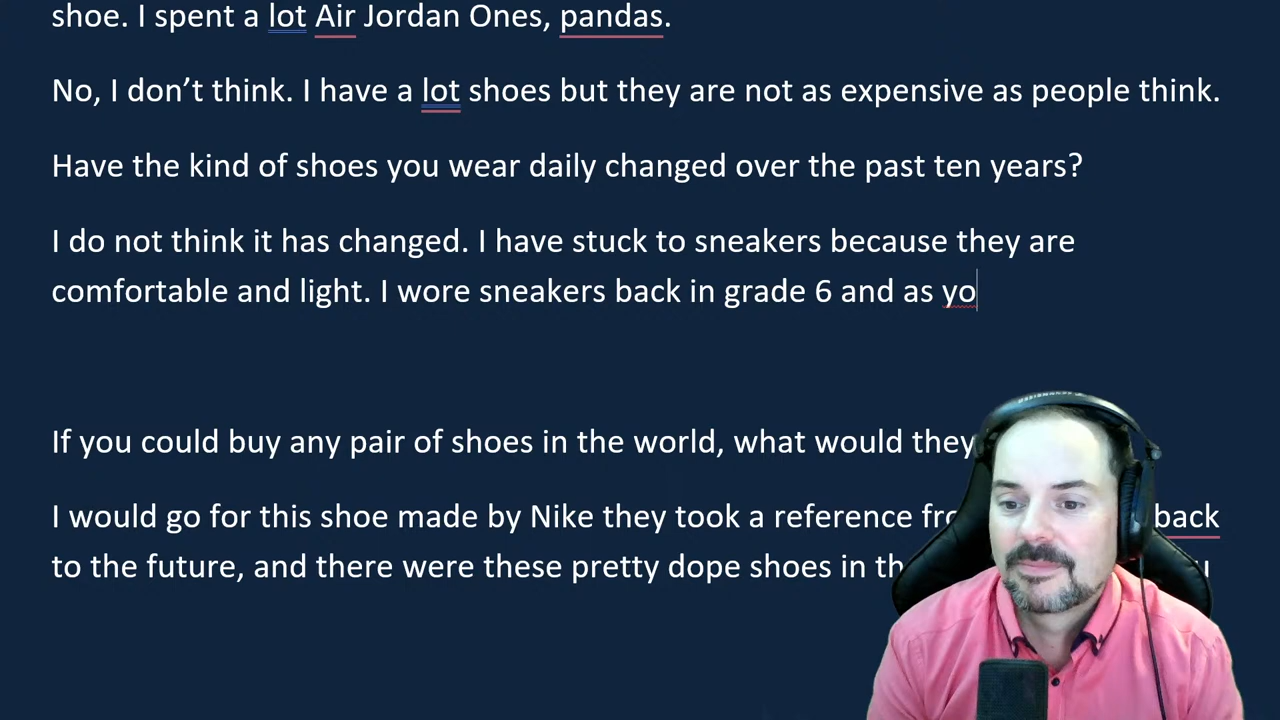 shoe. I spent a lot Air Jordan Ones, pandas.
No, I don’t think. I have a lot shoes but they are not as expensive as people think.
Have the kind of shoes you wear daily changed over the past ten years?
I do not think it has changed. I have stuck to sneakers because they are
comfortable and light. I wore sneakers back in grade 6 and as yo
If you could buy any pair of shoes in the world, what would they
I would go for this shoe made by Nike they took a reference back
to the future, and there were these pretty dope shoes in